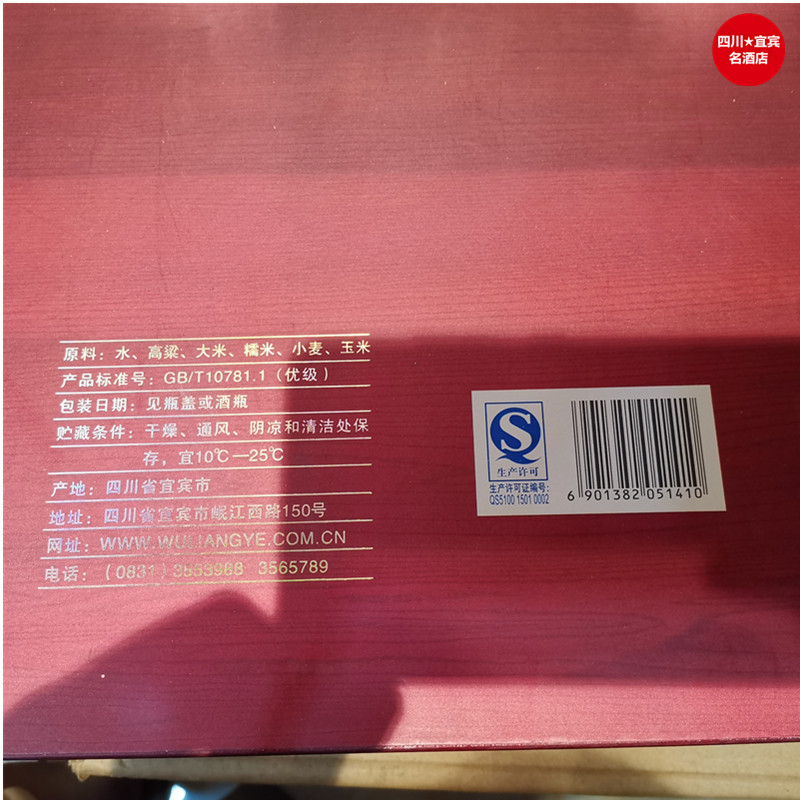 四川★宜宾
名酒店
原料：水、高粱、大米、糯米、小麦、玉米
产品标准号：GB/T10781.1（优级）
包装日期：见瓶盖或酒瓶
贮藏条件：干燥、通风、阴凉和清洁处保
存，宜10℃—25℃
产地：四川省宜宾市
地址：四川省宜宾市岷江西路150号
网址：WWW.WULIANGYE.COM.CN
电话：（0831）3863988 3565789
S
生产许可
生产许可证编号：
QS5100 1501 0002
6 901382 051410